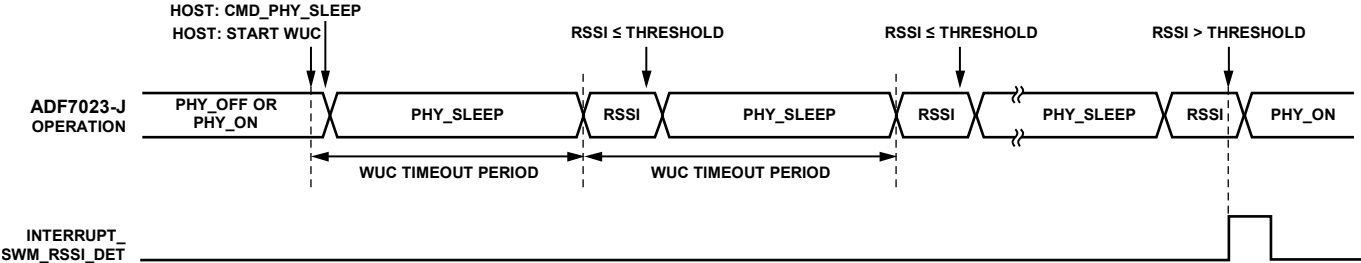 HOST: CMD_PHY_SLEEP
HOST: START WUC
RSSI ≤ THRESHOLD
RSSI ≤ THRESHOLD
RSSI > THRESHOLD
ADF7023-J
OPERATION
PHY_OFF OR
PHY_ON
PHY_SLEEP
RSSI
PHY_SLEEP
RSSI
PHY_SLEEP
RSSI
PHY_ON
WUC TIMEOUT PERIOD
WUC TIMEOUT PERIOD
INTERRUPT_
SWM_RSSI_DET